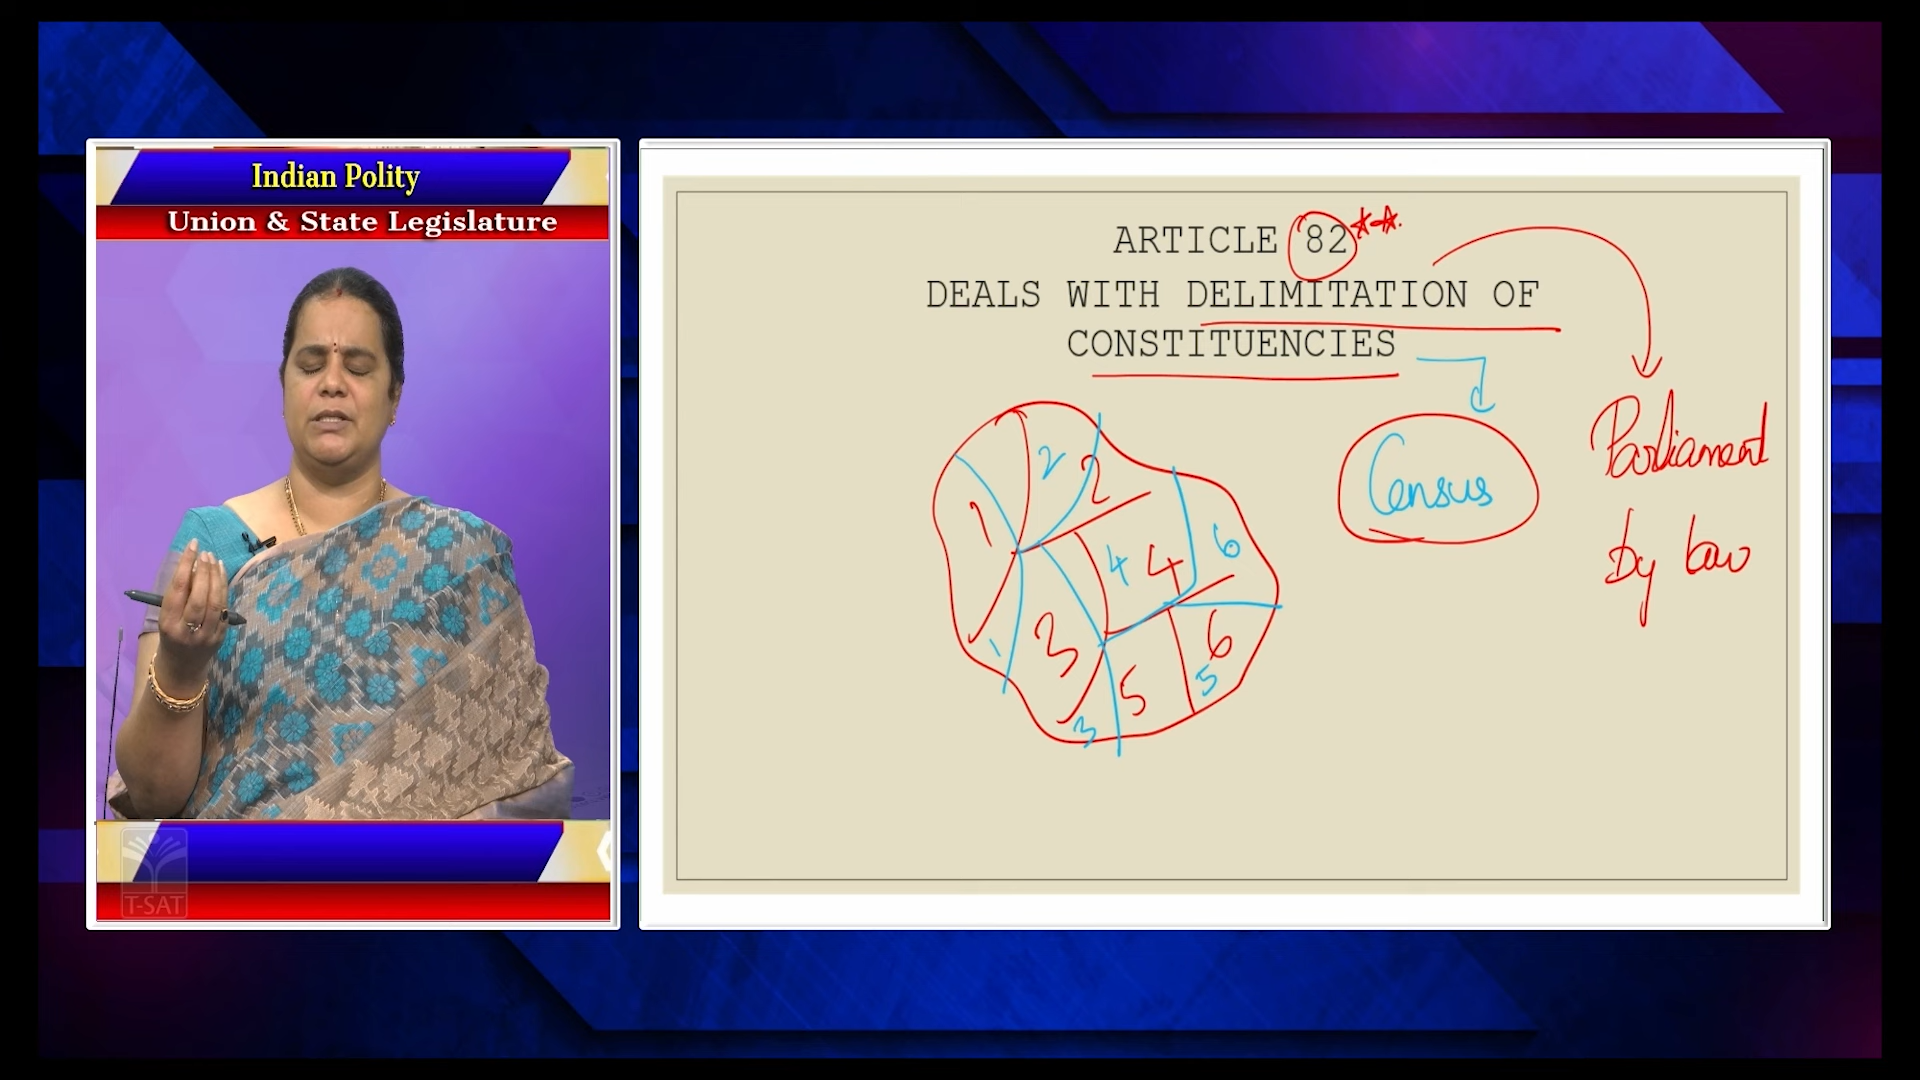 Indian Polity
Union & State Legislature
T-SAT
ARTICLE 82
DEALS WITH DELIMITATION OF
CONSTITUENCIES
Census
Parliament
by law
1
2
2
3
4
4
6
1
3
5
6
5
3